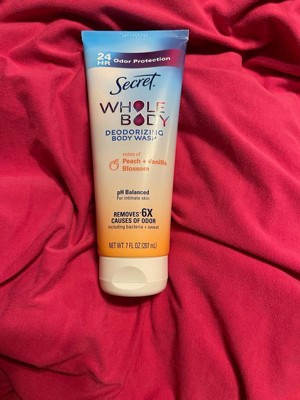 24 HR Odor Protection
Secret.
WHOLE
BODY
DEODORIZING
BODY WASH
notes of
Peach + Vanilla
Blossom
pH Balanced
For intimate skin
REMOVES 6X
CAUSES OF ODOR
including bacteria + sweat
NET WT. 7 FL OZ (207 mL)